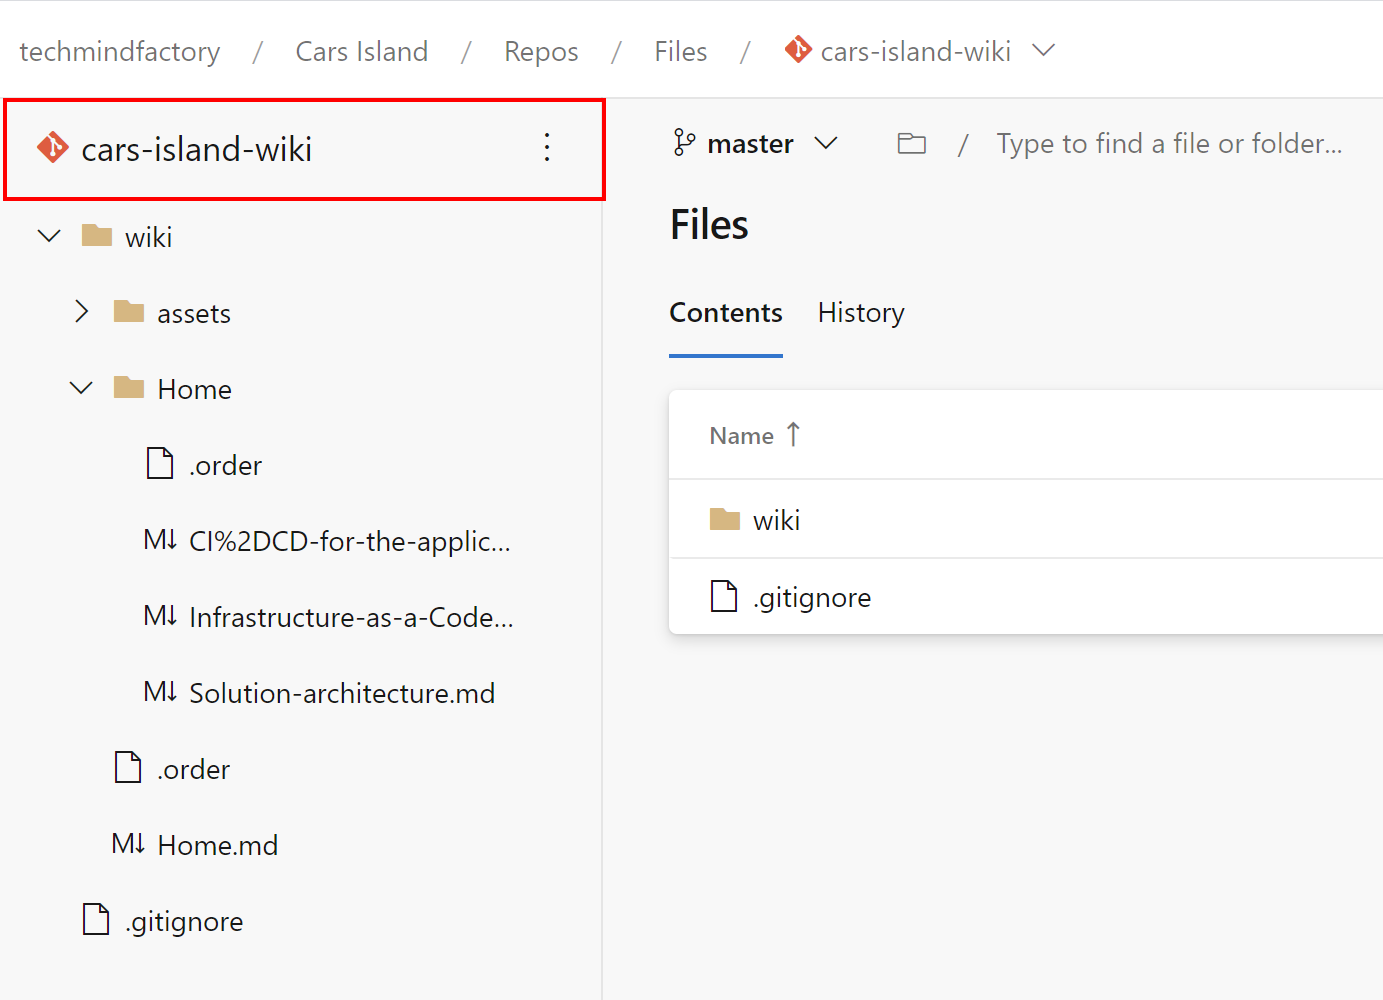 techmindfactory / Cars Island / Repos / Files / cars-island-wiki
cars-island-wiki
wiki
assets
Home
.order
M↓ CI%2DCD-for-the-applic...
M↓ Infrastructure-as-a-Code...
M↓ Solution-architecture.md
.order
M↓ Home.md
.gitignore
master / Type to find a file or folder...
Files
Contents History
Name ↑
wiki
.gitignore